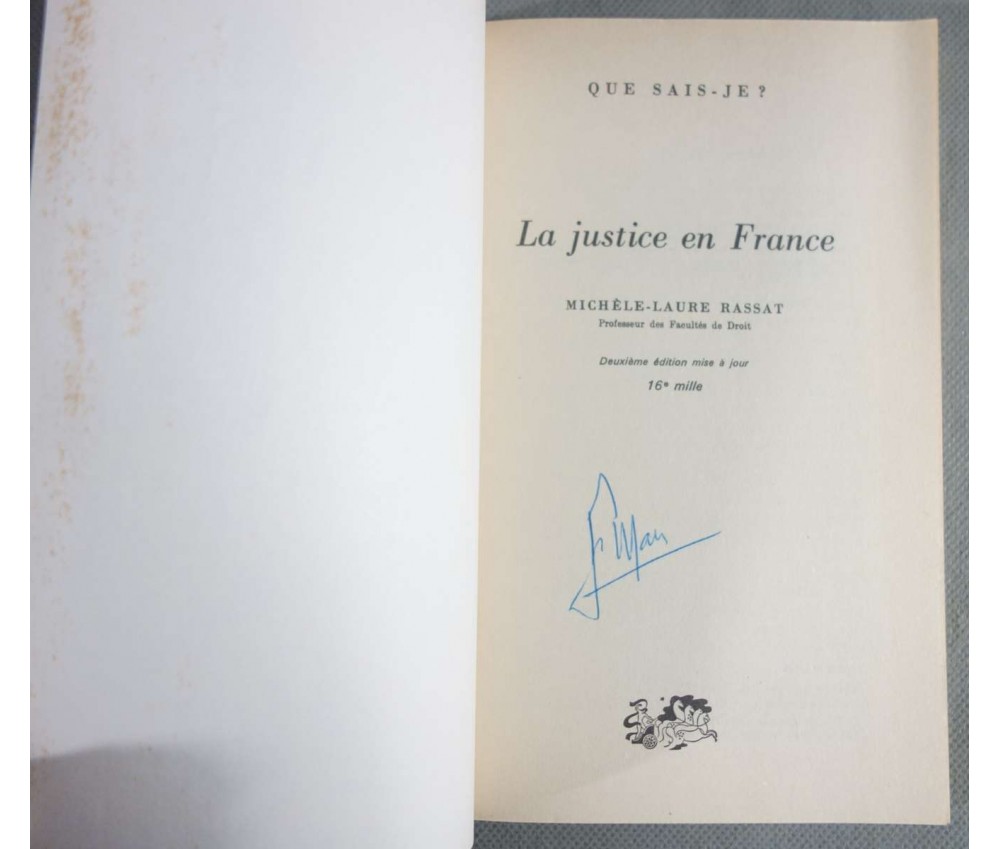 QUE SAIS-JE ?
La justice en France
MICHÈLE-LAURE RASSAT
Professeur des Facultés de Droit
Deuxième édition mise à jour
16e mille